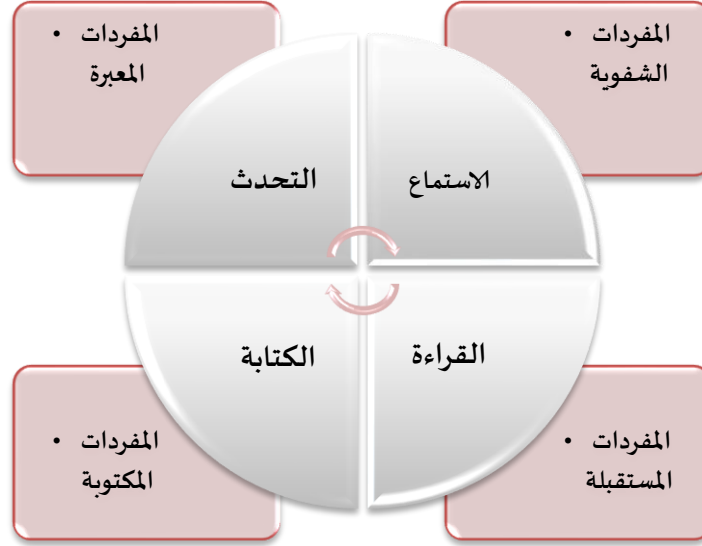 • المفردات
الشفوية
• المفردات
المعبرة
الاستماع
التحدث
القراءة
الكتابة
• المفردات
المستقبلة
• المفردات
المكتوبة